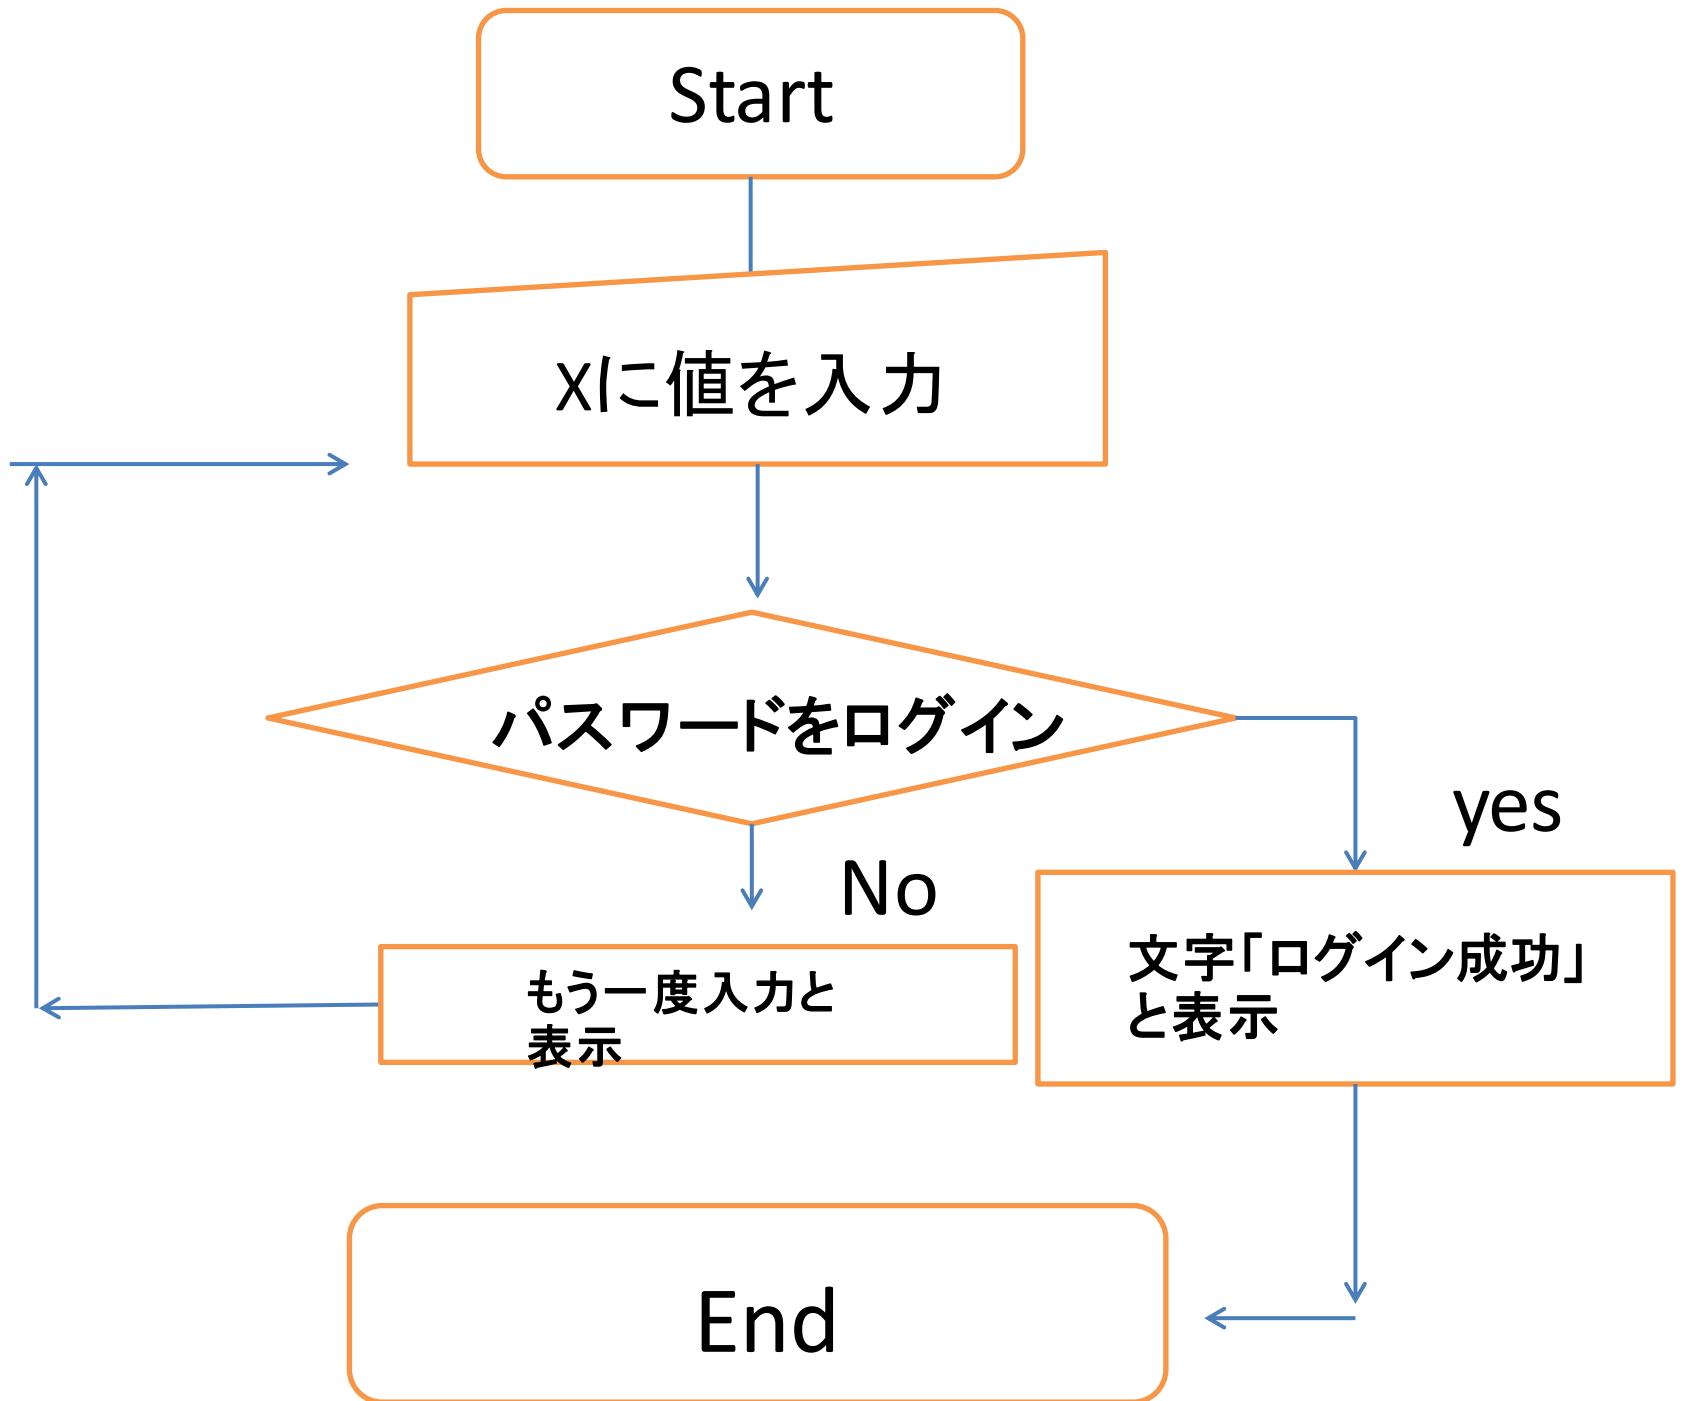 Start
xに値を入力
パスワードをログイン
yes
No
文字「ログイン成功」
と表示
もう一度入力と
表示
End